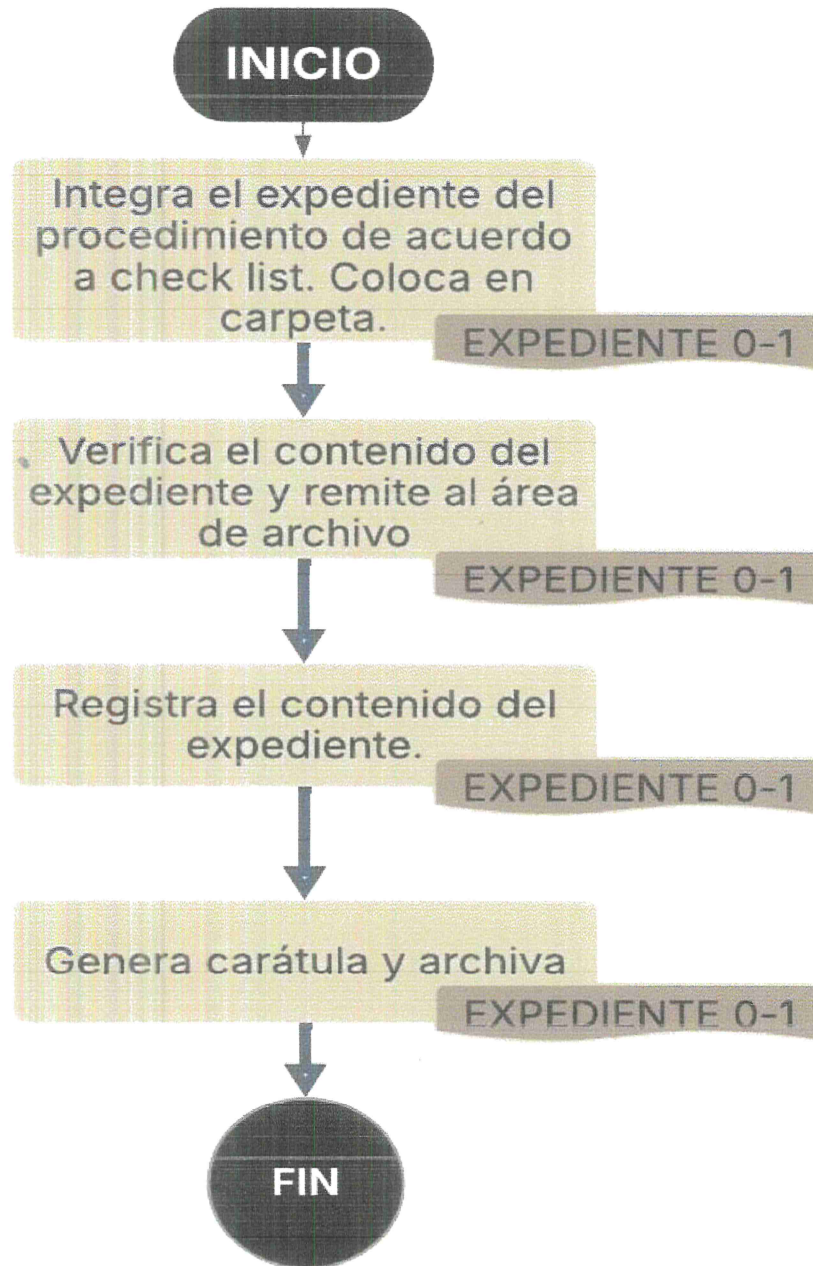 INICIO
Integra el expediente del
procedimiento de acuerdo
a check list. Coloca en
carpeta.
EXPEDIENTE 0-1
Verifica el contenido del
expediente y remite al área
de archivo
EXPEDIENTE 0-1
Registra el contenido del
expediente.
EXPEDIENTE 0-1
Genera carátula y archiva
EXPEDIENTE 0-1
FIN